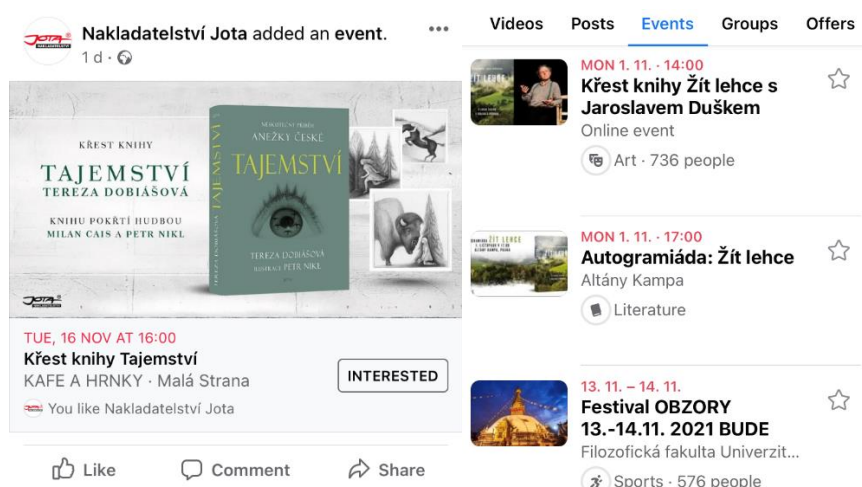 Nakladatelství Jota added an event.
1 d
KŘEST KNIHY
TAJEMSTVÍ
TEREZA DOBIÁŠOVÁ
KNIHU POKŘTÍ HUDBOU
MILAN CAIS A PETR NIKL
JOTA
ANEŽKY ČESKÉ
TAJEMSTVÍ
TEREZA DOBIÁŠOVÁ
ILUSTRACE PETR NIKL
TUE, 16 NOV AT 16:00
Křest knihy Tajemství
KAFE A HRNKY · Malá Strana
INTERESTED
You like Nakladatelství Jota
Like Comment Share
Videos Posts Events Groups Offers
MON 1. 11. · 14:00
Křest knihy Žít lehce s
Jaroslavem Duškem
Online event
Art · 736 people
MON 1. 11. · 17:00
Autogramiáda: Žít lehce
Altány Kampa
Literature
13. 11. – 14. 11.
Festival OBZORY
13.-14.11. 2021 BUDE
Filozofická fakulta Univerzit...
Sports · 576 people